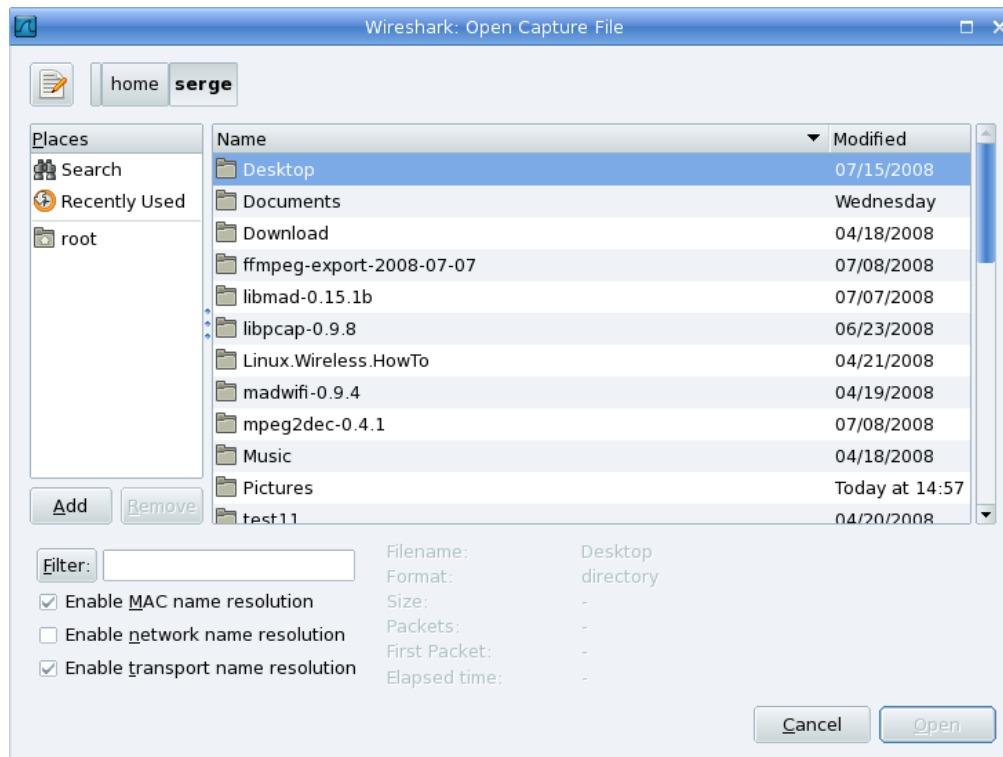 Wireshark: Open Capture File
home serge
Places
Search
Recently Used
root
Name Modified
Desktop 07/15/2008
Documents Wednesday
Download 04/18/2008
ffmpeg-export-2008-07-07 07/08/2008
libmad-0.15.1b 07/07/2008
libpcap-0.9.8 06/23/2008
Linux.Wireless.HowTo 04/21/2008
madwifi-0.9.4 04/19/2008
mpeg2dec-0.4.1 07/08/2008
Music 04/18/2008
Pictures Today at 14:57
test11 04/20/2008
Add Remove
Filter:
Enable MAC name resolution
Enable network name resolution
Enable transport name resolution
Filename: Desktop
Format: directory
Size: -
Packets: -
First Packet: -
Elapsed time: -
Cancel Open